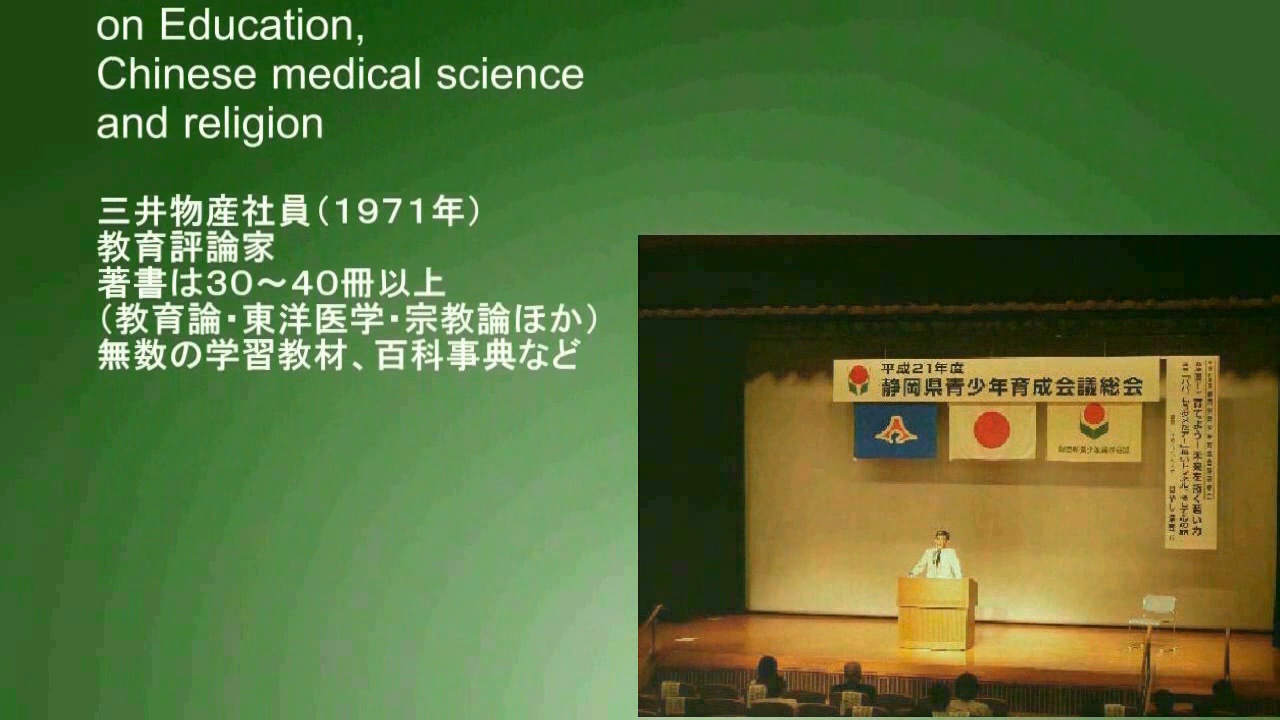 on Education,
Chinese medical science
and religion
三井物産社員（1971年）
教育評論家
著書は30～40冊以上
（教育論・東洋医学・宗教論ほか）
無数の学習教材、百科事典など
平成21年度
静岡県青少年育成会議総会